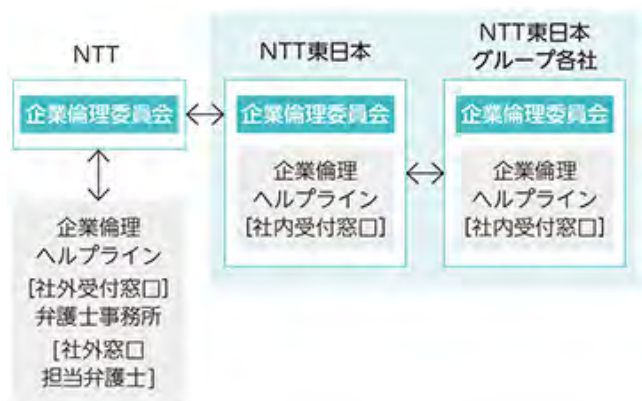 NTT
企業倫理委員会
企業倫理
ヘルプライン
[社外受付窓口]
弁護士事務所
[社外窓口
担当弁護士]
NTT東日本
企業倫理委員会
企業倫理
ヘルプライン
[社内受付窓口]
NTT東日本
グループ各社
企業倫理委員会
企業倫理
ヘルプライン
[社内受付窓口]